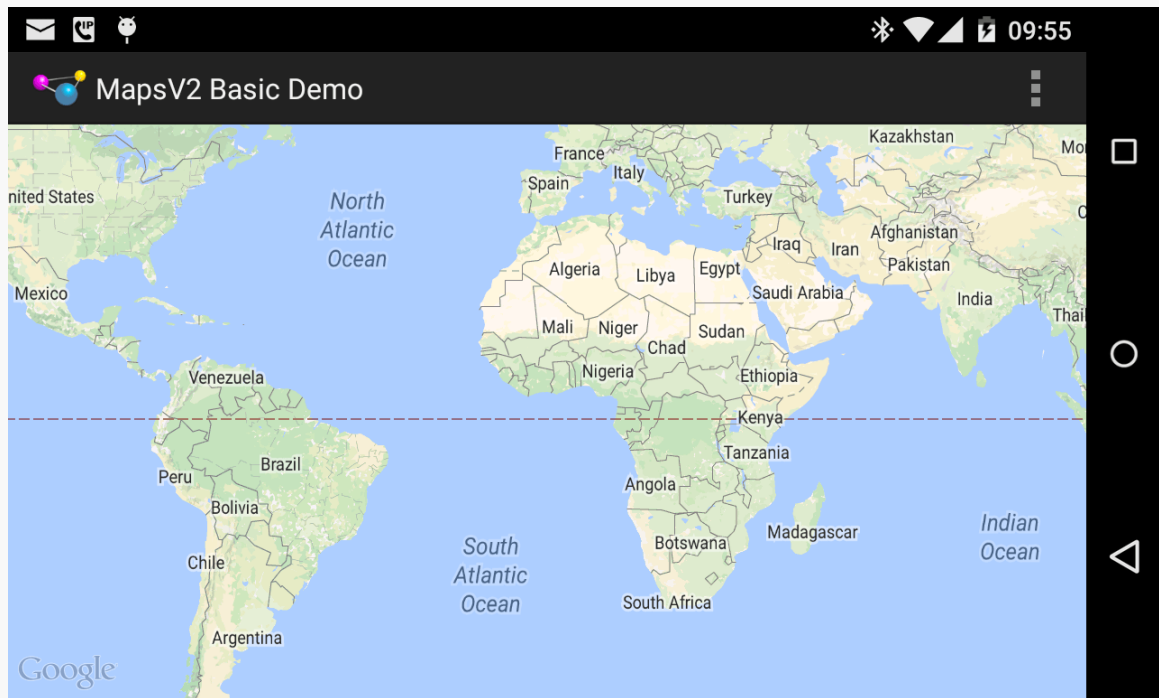 09:55
MapsV2 Basic Demo
Kazakhstan
France
Mo
Italy
Spain
nited States
Turkey
North
Atlantic
Ocean
C
Afghanistan
Iraq
Iran
Pakistan
Algeria
Libya
Egypt
Saudi Arabia
Mexico
India
Thai
Mali
Niger
Sudan
Chad
Venezuela
Nigeria
Ethiopia
Kenya
Tanzania
Brazil
Peru
Angola
Bolivia
Indian
Ocean
Madagascar
Botswana
South
Atlantic
Ocean
Chile
South Africa
Argentina
Google